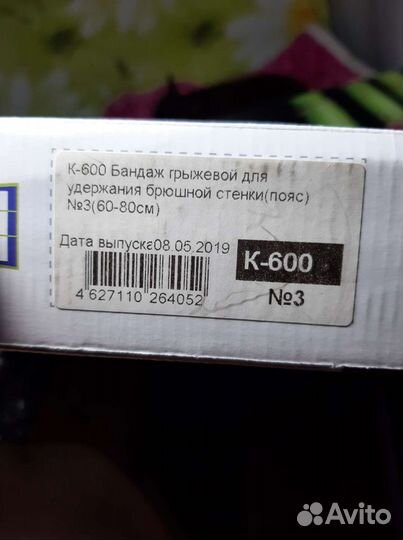 К-600 Бандаж грыжевой для
удержания брюшной стенки(пояс)
№3(60-80см)
Дата выпуска08.05.2019
К-600
4 627110 264052
№3
Avito